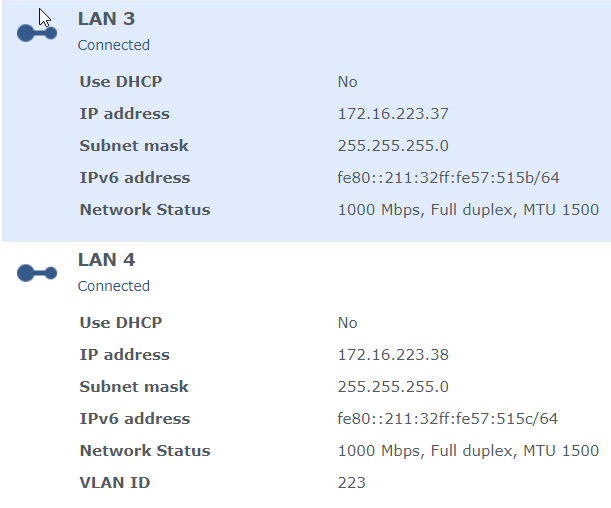 LAN 3
Connected
Use DHCP No
IP address 172.16.223.37
Subnet mask 255.255.255.0
IPv6 address fe80::211:32ff:fe57:515b/64
Network Status 1000 Mbps, Full duplex, MTU 1500
LAN 4
Connected
Use DHCP No
IP address 172.16.223.38
Subnet mask 255.255.255.0
IPv6 address fe80::211:32ff:fe57:515c/64
Network Status 1000 Mbps, Full duplex, MTU 1500
VLAN ID 223